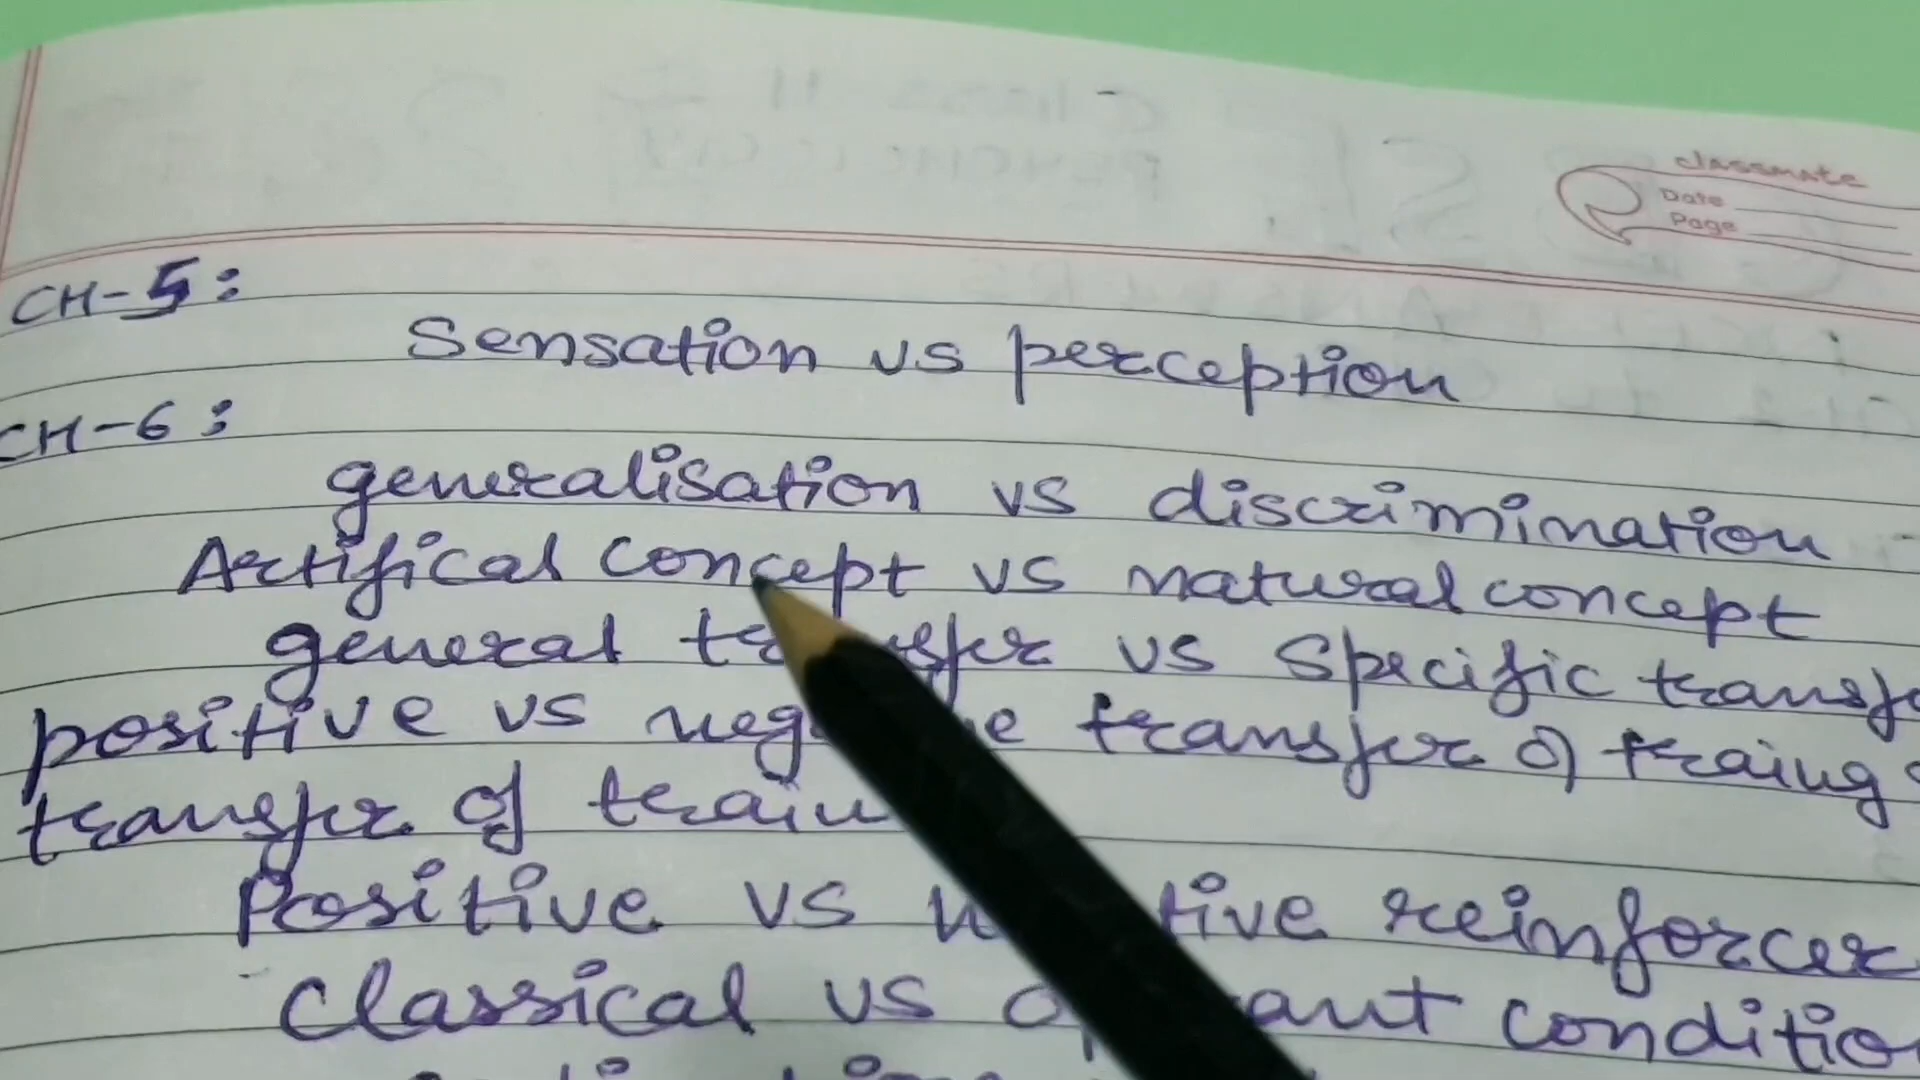 classmate
Date
Page
CH-5:
Sensation vs perception
CH-6:
generalisation vs discrimination
Artifical concept vs natural concept
general vs specific
positive vs transfer of traing
transfer of
Positive vs reinforcer
classical vs